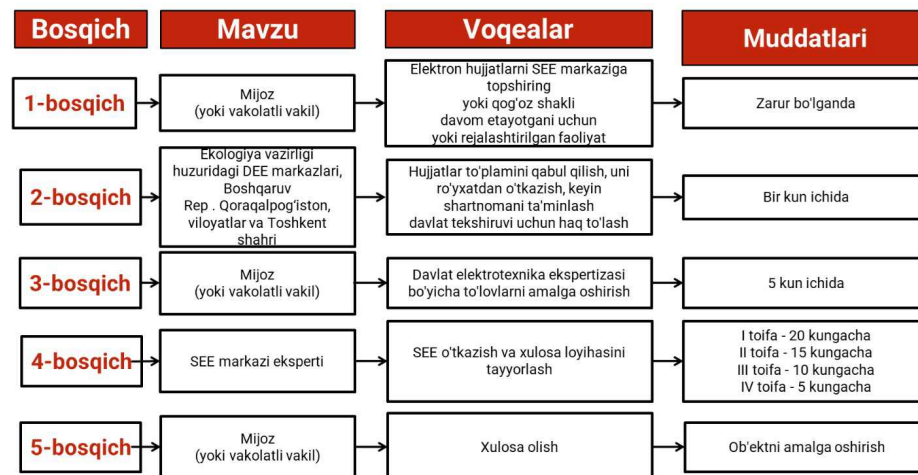 Bosqich
Mavzu
Voqealar
Muddatlari
1-bosqich
Mijoz
(yoki vakolatli vakil)
Elektron hujjatlarni SEE markaziga
topshiring
yoki qog'oz shakli
davom etayotgani uchun
yoki rejalashtirilgan faoliyat
Zarur bo'lganda
2-bosqich
Ekologiya vazirligi
huzuridagi DEE markazlari,
Boshqaruv
Rep . Qoraqalpog‘iston,
viloyatlar va Toshkent
shahri
Hujjatlar to'plamini qabul qilish, uni
ro'yxatdan o'tkazish, keyin
shartnomani ta'minlash
davlat tekshiruvi uchun haq to'lash
Bir kun ichida
3-bosqich
Mijoz
(yoki vakolatli vakil)
Davlat elektrotexnika ekspertizasi
bo'yicha to'lovlarni amalga oshirish
5 kun ichida
4-bosqich
SEE markazi eksperti
SEE o'tkazish va xulosa loyihasini
tayyorlash
I toifa - 20 kungacha
II toifa - 15 kungacha
III toifa - 10 kungacha
IV toifa - 5 kungacha
5-bosqich
Mijoz
(yoki vakolatli vakil)
Xulosa olish
Ob'ektni amalga oshirish